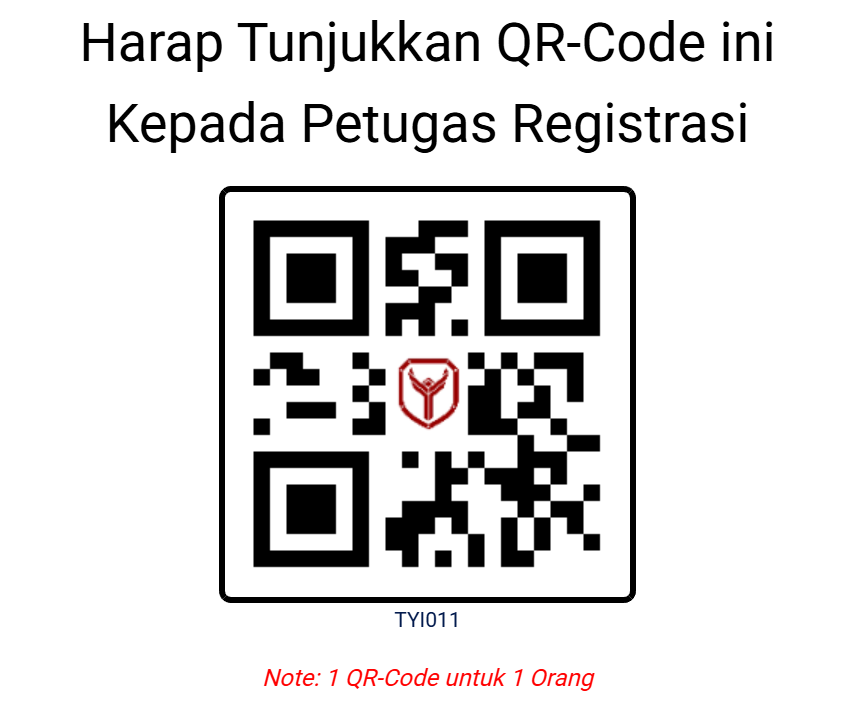 Harap Tunjukkan QR-Code ini
Kepada Petugas Registrasi
TYI011
Note: 1 QR-Code untuk 1 Orang